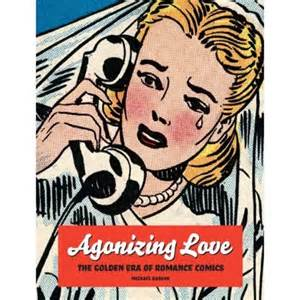 Agonizing Love
THE GOLDEN ERA OF ROMANCE COMICS
MICHAEL BARSON